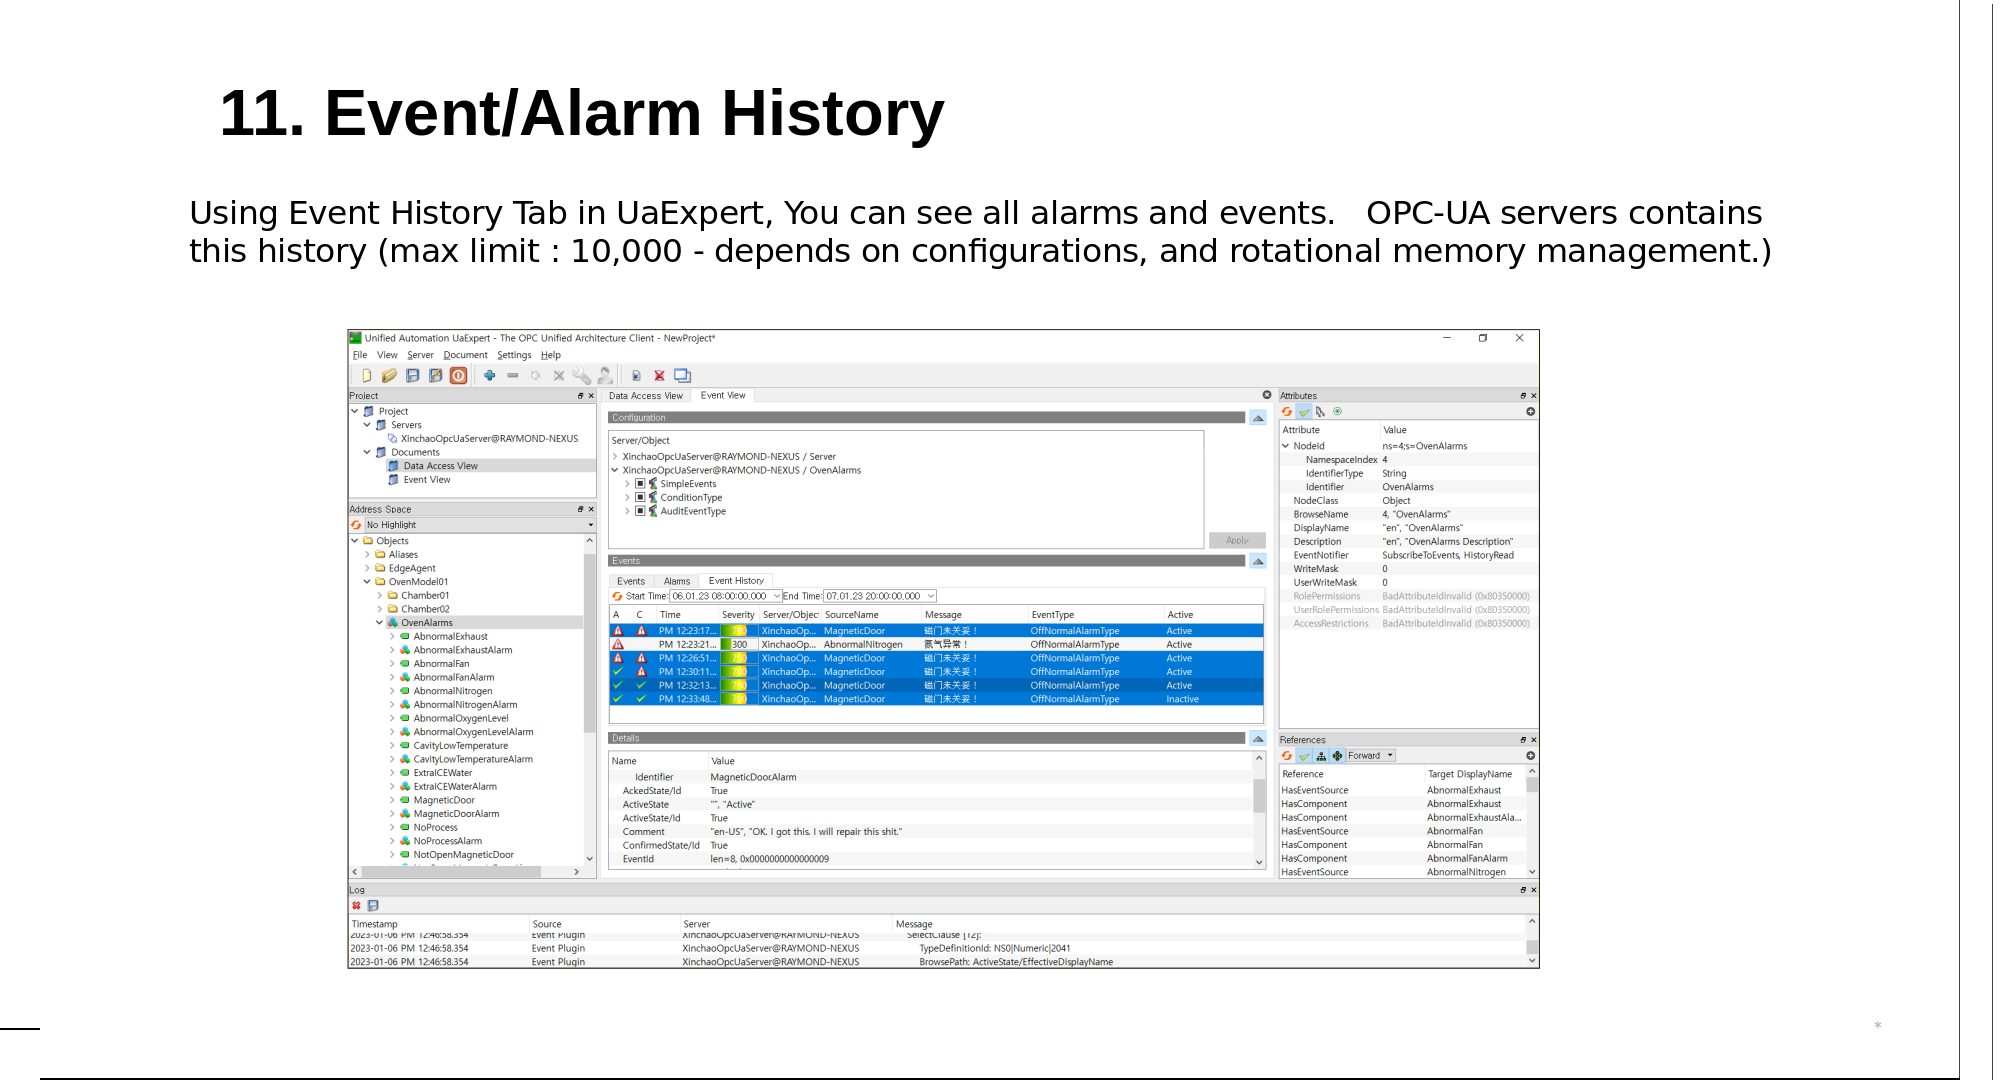 11. Event/Alarm History
Using Event History Tab in UaExpert, You can see all alarms and events.   OPC-UA servers contains
this history (max limit : 10,000 - depends on configurations, and rotational memory management.)
Unified Automation UaExpert - The OPC Unified Architecture Client - NewProject*
File View Server Document Settings Help
Project
Project
Servers
XinchaoOpcUaServer@RAYMOND-NEXUS
Documents
Data Access View
Event View
Address Space
No Highlight
Objects
Aliases
EdgeAgent
OvenModel01
Chamber01
Chamber02
OvenAlarms
AbnormalExhaust
AbnormalExhaustAlarm
AbnormalFan
AbnormalFanAlarm
AbnormalNitrogen
AbnormalNitrogenAlarm
AbnormalOxygenLevel
AbnormalOxygenLevelAlarm
CavityLowTemperature
CavityLowTemperatureAlarm
ExtraICEWater
ExtraICEWaterAlarm
MagneticDoor
MagneticDoorAlarm
NoProcess
NoProcessAlarm
NotOpenMagneticDoor
Data Access View Event View
Configuration
Server/Object
XinchaoOpcUaServer@RAYMOND-NEXUS / Server
XinchaoOpcUaServer@RAYMOND-NEXUS / OvenAlarms
SimpleEvents
ConditionType
AuditEventType
Apply
Events
Events Alarms Event History
Start Time: 06.01.23 08:00:00.000 End Time: 07.01.23 20:00:00.000
A C Time Severity Server/Object SourceName Message EventType Active
PM 12:23:17... 700 XinchaoOp... MagneticDoor 磁门未关妥！ OffNormalAlarmType Active
PM 12:23:21... 300 XinchaoOp... AbnormalNitrogen 氮气异常！ OffNormalAlarmType Active
PM 12:26:51... 700 XinchaoOp... MagneticDoor 磁门未关妥！ OffNormalAlarmType Active
PM 12:30:11... 700 XinchaoOp... MagneticDoor 磁门未关妥！ OffNormalAlarmType Active
PM 12:32:13... 700 XinchaoOp... MagneticDoor 磁门未关妥！ OffNormalAlarmType Active
PM 12:33:48... 700 XinchaoOp... MagneticDoor 磁门未关妥！ OffNormalAlarmType Inactive
Details
Name Value
Identifier MagneticDoorAlarm
AckedState/Id True
ActiveState "", "Active"
ActiveState/Id True
Comment "en-US", "OK. I got this. I will repair this shit."
ConfirmedState/Id True
EventId len=8, 0x0000000000000009
Attributes
Attribute Value
NodeId ns=4;s=OvenAlarms
NamespaceIndex 4
IdentifierType String
Identifier OvenAlarms
NodeClass Object
BrowseName 4, "OvenAlarms"
DisplayName "en", "OvenAlarms"
Description "en", "OvenAlarms Description"
EventNotifier SubscribeToEvents, HistoryRead
WriteMask 0
UserWriteMask 0
RolePermissions BadAttributeIdInvalid (0x80350000)
UserRolePermissions BadAttributeIdInvalid (0x80350000)
AccessRestrictions BadAttributeIdInvalid (0x80350000)
References
Forward
Reference Target DisplayName
HasEventSource AbnormalExhaust
HasComponent AbnormalExhaust
HasComponent AbnormalExhaustAla...
HasEventSource AbnormalFan
HasComponent AbnormalFan
HasComponent AbnormalFanAlarm
HasEventSource AbnormalNitrogen
Log
Timestamp Source Server Message
2023-01-06 PM 12:46:58.354 Event Plugin XinchaoOpcUaServer@RAYMOND-NEXUS SelectClause [12]:
2023-01-06 PM 12:46:58.354 Event Plugin XinchaoOpcUaServer@RAYMOND-NEXUS TypeDefinitionId: NS0|Numeric|2041
2023-01-06 PM 12:46:58.354 Event Plugin XinchaoOpcUaServer@RAYMOND-NEXUS BrowsePath: ActiveState/EffectiveDisplayName
*